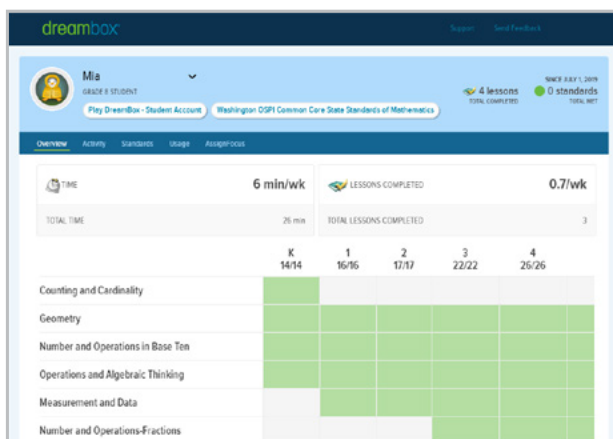 dreambox
Support Send Feedback
Mia
GRADE 8 STUDENT
Play DreamBox - Student Account Washington OSPI Common Core State Standards of Mathematics
4 lessons
TOTAL COMPLETED
SINCE JULY 1, 2019
0 standards
TOTAL MET
Overview Activity Standards Usage AssignFocus
TIME 6 min/wk LESSONS COMPLETED 0.7/wk
TOTAL TIME 26 min TOTAL LESSONS COMPLETED 3
K 1 2 3 4
14/14 16/16 17/17 22/22 26/26
Counting and Cardinality
Geometry
Number and Operations in Base Ten
Operations and Algebraic Thinking
Measurement and Data
Number and Operations-Fractions